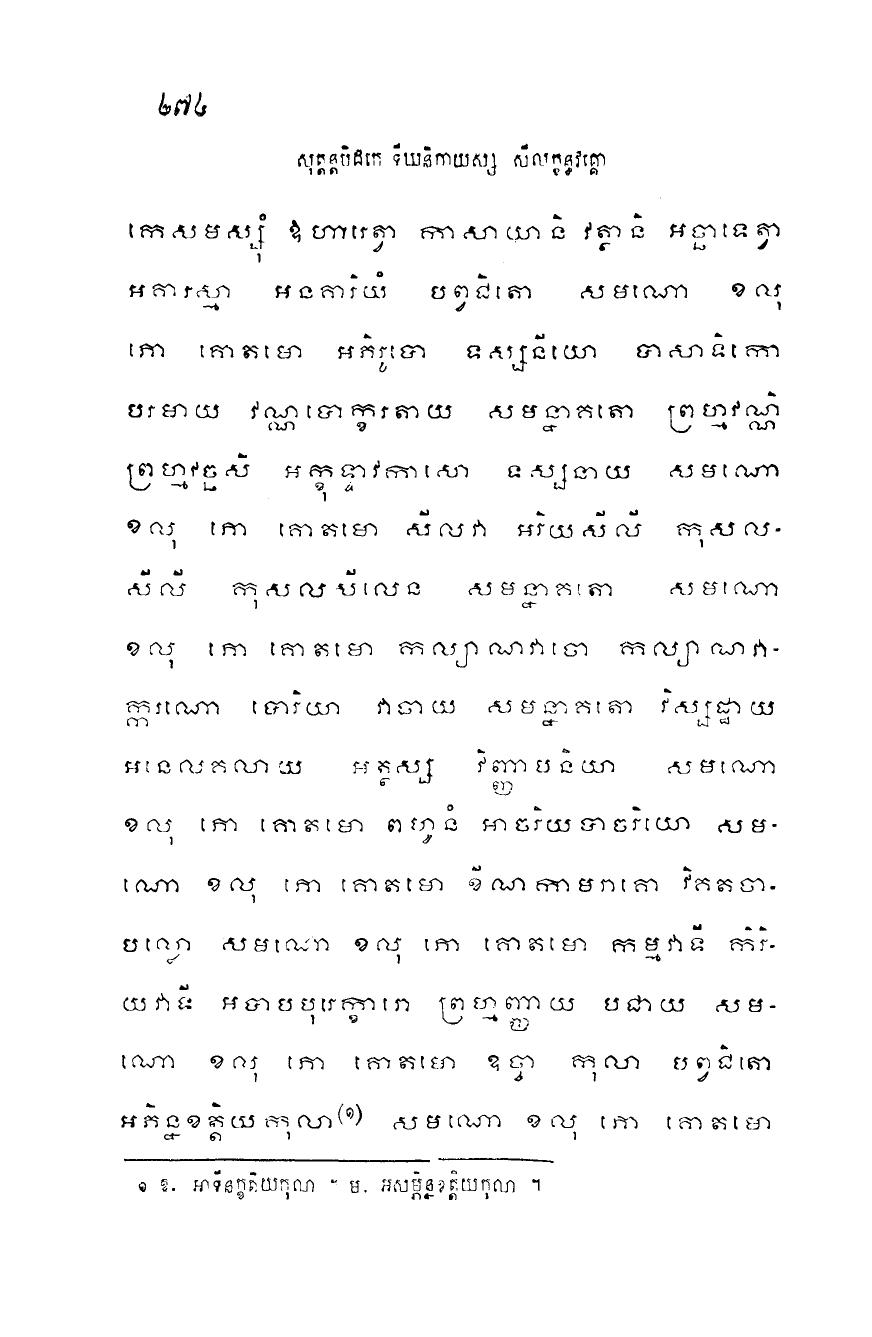 ២៧៤
សុត្តន្តបិដកេ ទីឃនិកាយស្ស សីលក្ខន្ធវគ្គោ
កេសមស្សុំ ឱហារេត្វា កាសាយានិ វត្ថានិ អច្ឆាទេត្វា
អគារស្មា អនគារិយំ បព្វជិតោ សមណោ ខលុ
ភោ គោតមោ អភិរូបោ ទស្សនីយោ បាសាទិកោ
បរមាយ វណ្ណបោក្ខរតាយ សមន្នាគតោ ព្រហ្មវណ្ណិ
ព្រហ្មវច្ឆសី អក្ខុទ្ទាវកាសោ ទស្សនាយ សមណោ
ខលុ ភោ គោតមោ សីលវា អរិយសីលី កុសល-
សីលី កុសលសីលេន សមន្នាគតោ សមណោ
ខលុ ភោ គោតមោ កល្យាណវាចោ កល្យាណវា-
ក្ករណោ បោរិយា វាចាយ សមន្នាគតោ វិស្សដ្ឋាយ
អនេលគលាយ អត្ថស្ស វិញ្ញាបនិយា សមណោ
ខលុ ភោ គោតមោ ពហូនំ អាចរិយបាចរិយោ សម-
ណោ ខលុ ភោ គោតមោ ខីណកាមរាគោ វិគតចា-
បល្លោ សមណោ ខលុ ភោ គោតមោ កម្មវាទី កិរិ-
យវាទី អបាបបុរេក្ខារោ ព្រហ្មញ្ញាយ បជាយ សម-
ណោ ខលុ ភោ គោតមោ ឧច្ចា កុលា បព្វជិតោ
អភិន្នខត្តិយកុលា(១) សមណោ ខលុ ភោ គោតមោ
១ ឱ. អាទីនក្ខត្តិយកុលា ។ ម. អសម្ភិន្នខត្តិយកុលា ។